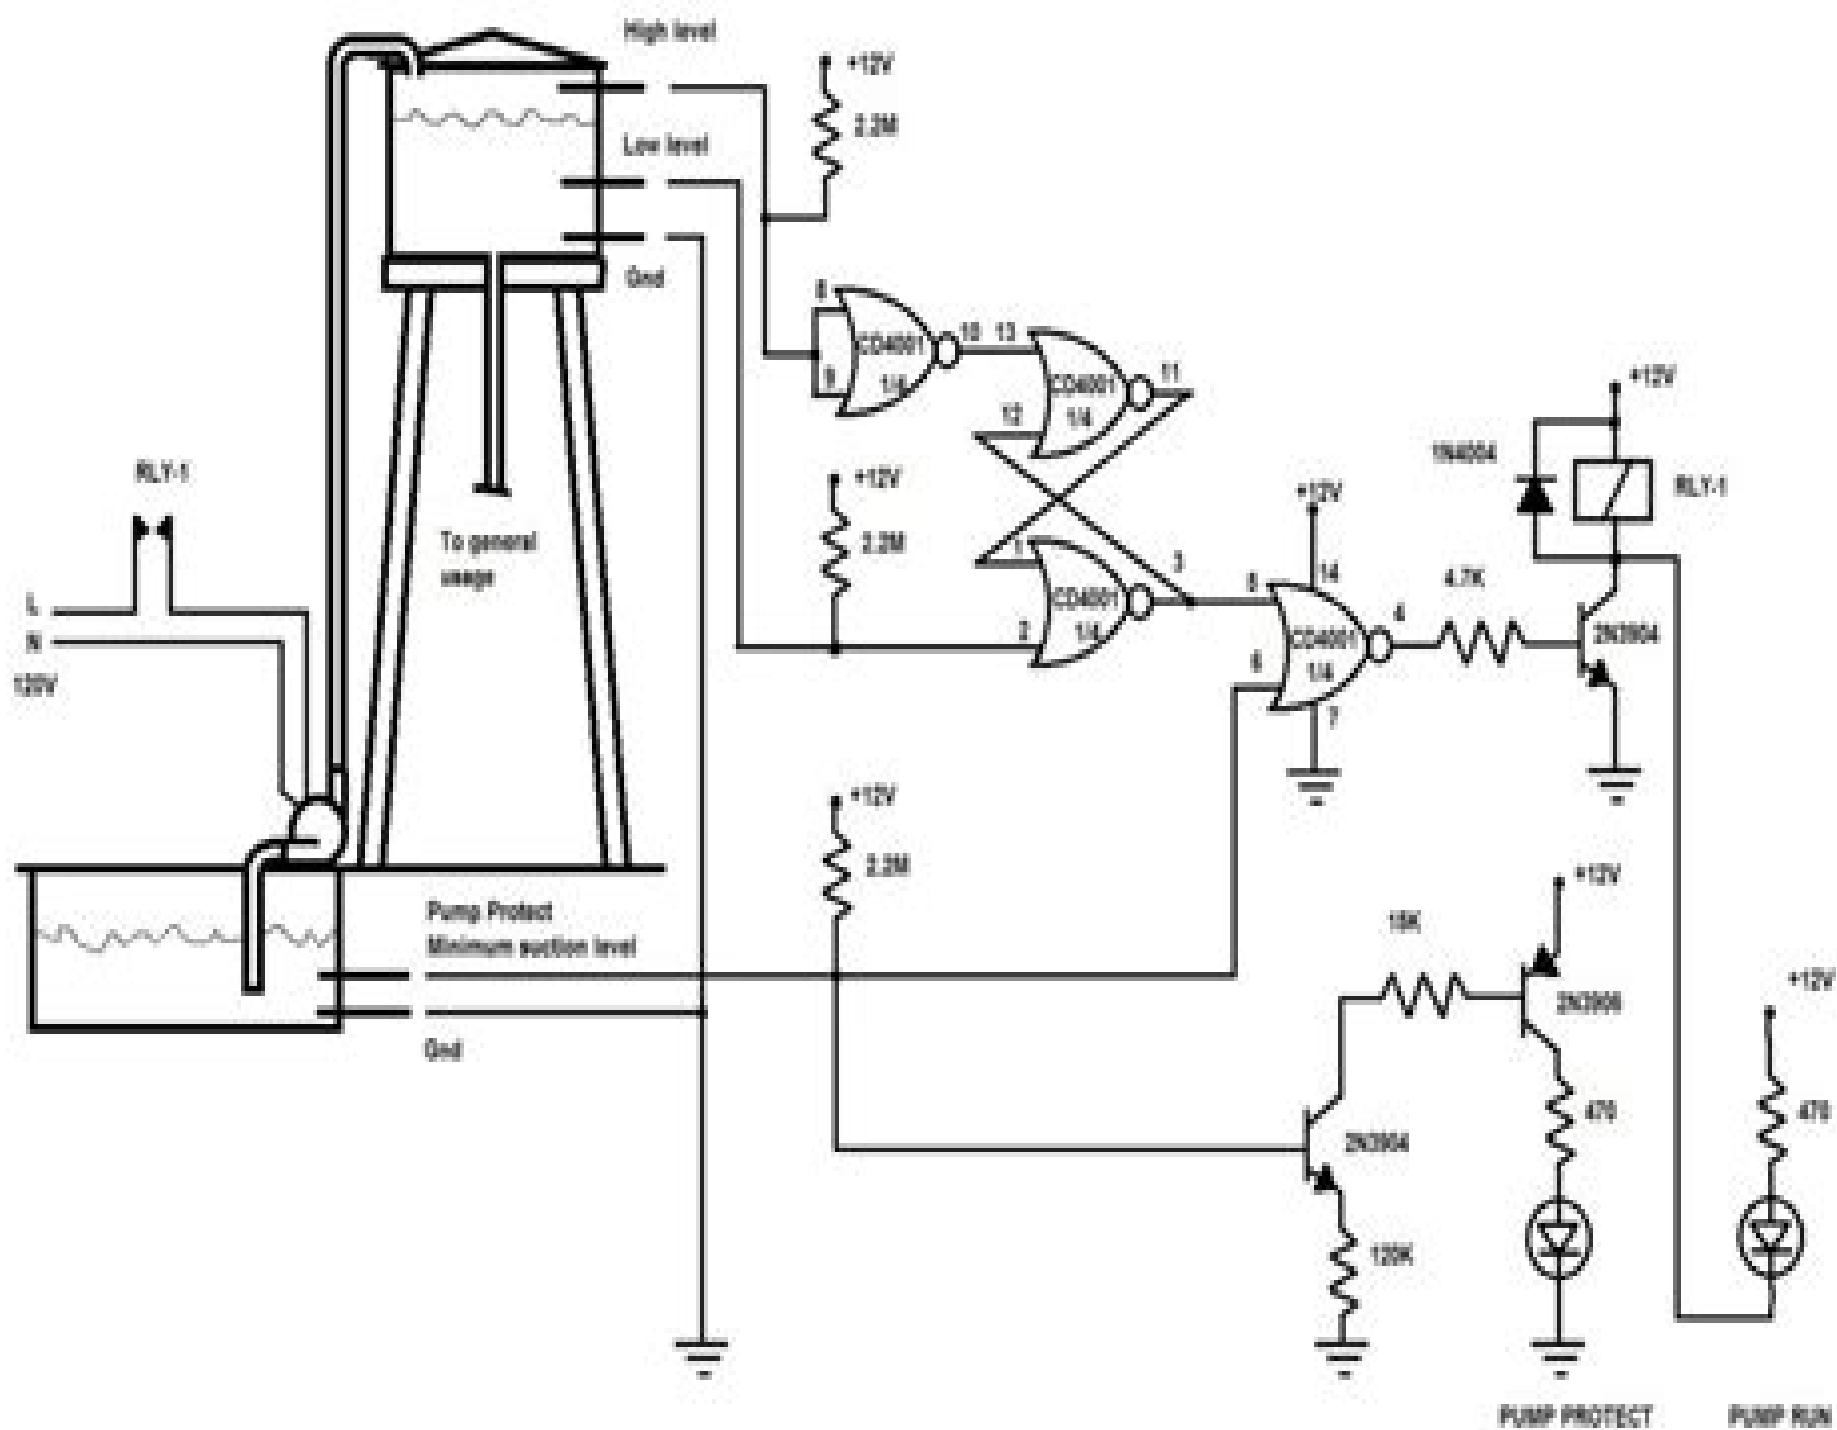 High level
+12V
2.2M
Low level
Gnd
8
9
CD4001
1/4
10
13
12
CD4001
1/4
11
+12V
1N4004
RLY-1
RLY-1
+12V
2.2M
To general
usage
+12V
1
2
CD4001
1/4
3
14
6
CD4001
1/4
7
4
4.7K
2N3904
L
N
120V
+12V
2.2M
Pump Protect
Minimum suction level
Gnd
+12V
2N3906
+12V
470
470
2N3904
120K
PUMP PROTECT
PUMP RUN